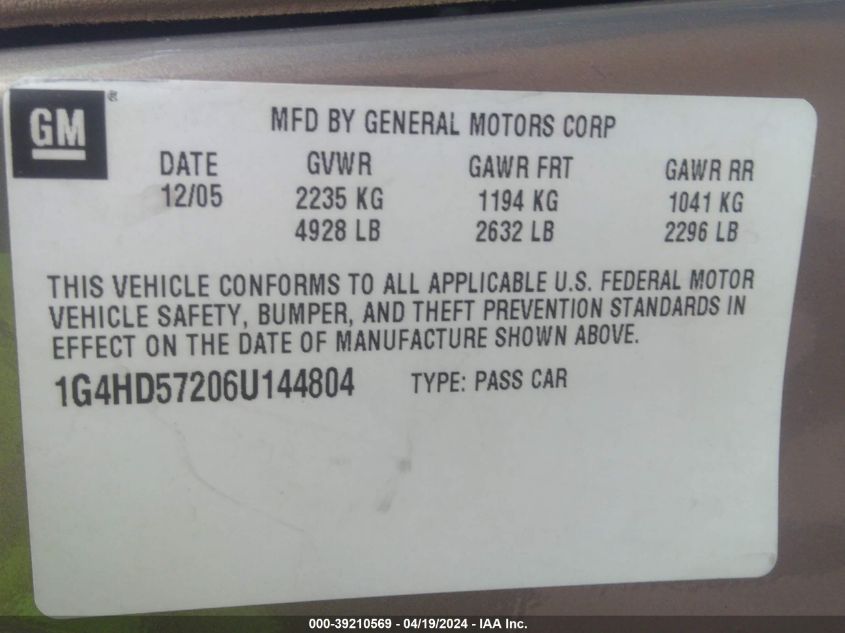 GM ®
MFD BY GENERAL MOTORS CORP
DATE GVWR GAWR FRT GAWR RR
12/05 2235 KG 1194 KG 1041 KG
4928 LB 2632 LB 2296 LB
THIS VEHICLE CONFORMS TO ALL APPLICABLE U.S. FEDERAL MOTOR
VEHICLE SAFETY, BUMPER, AND THEFT PREVENTION STANDARDS IN
EFFECT ON THE DATE OF MANUFACTURE SHOWN ABOVE.
1G4HD57206U144804 TYPE: PASS CAR
000-39210569 - 04/19/2024 - IAA Inc.